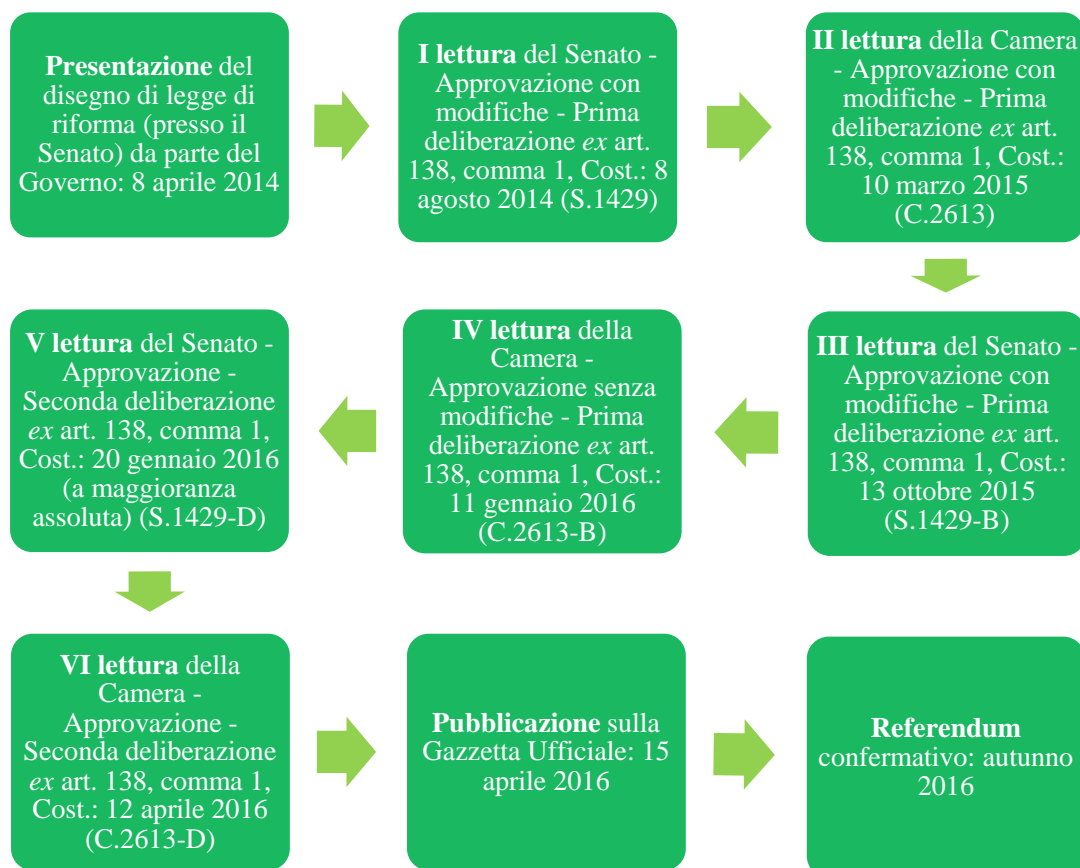 Presentazione del
disegno di legge di
riforma (presso il
Senato) da parte del
Governo: 8 aprile 2014
I lettura del Senato -
Approvazione con
modifiche - Prima
deliberazione ex art.
138, comma 1, Cost.: 8
agosto 2014 (S.1429)
II lettura della Camera
- Approvazione con
modifiche - Prima
deliberazione ex art.
138, comma 1, Cost.:
10 marzo 2015
(C.2613)
III lettura del Senato -
Approvazione con
modifiche - Prima
deliberazione ex art.
138, comma 1, Cost.:
13 ottobre 2015
(S.1429-B)
IV lettura della
Camera -
Approvazione senza
modifiche - Prima
deliberazione ex art.
138, comma 1, Cost.:
11 gennaio 2016
(C.2613-B)
V lettura del Senato -
Approvazione -
Seconda deliberazione
ex art. 138, comma 1,
Cost.: 20 gennaio 2016
(a maggioranza
assoluta) (S.1429-D)
VI lettura della
Camera -
Approvazione -
Seconda deliberazione
ex art. 138, comma 1,
Cost.: 12 aprile 2016
(C.2613-D)
Pubblicazione sulla
Gazzetta Ufficiale: 15
aprile 2016
Referendum
confermativo: autunno
2016